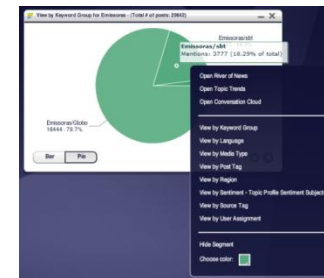 View by Keyword Group for Emissoras - (Total # of posts: 20642)
Emissoras/sbt
Emissoras/sbt
Mentions: 3777 (18.29% of total)
Emissoras/Globo
16444 : 79.7%
Bar
Pie
Open River of News
Open Topic Trends
Open Conversation Cloud
View by Keyword Group
View by Language
View by Media Type
View by Post Tag
View by Region
View by Sentiment - Topic Profile Sentiment Subject
View by Source Tag
View by User Assignment
Hide Segment
Choose color: